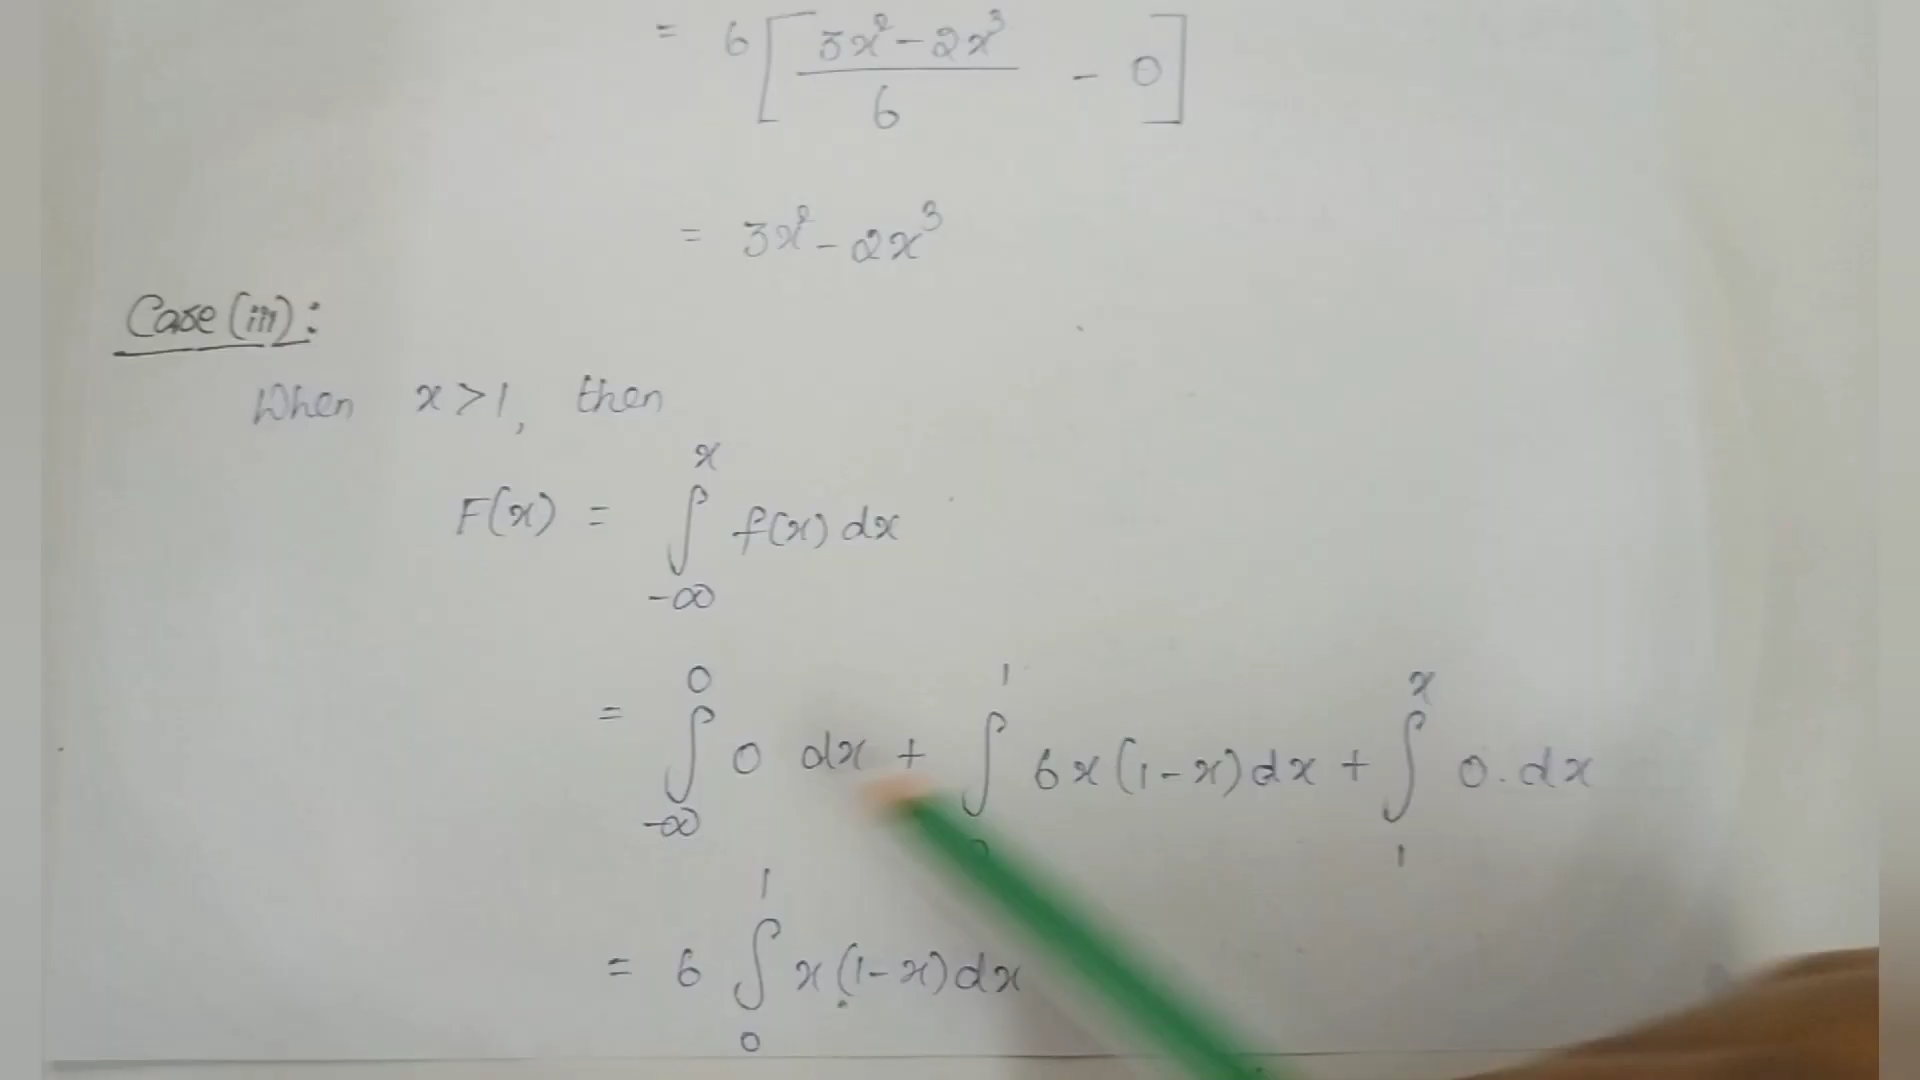 = 6 [ (3x² - 2x³)/6 - 0 ]
= 3x² - 2x³
Case (iii):
When x > 1, then
F(x) = ∫_{-∞}^{x} f(x) dx
= ∫_{-∞}^{0} 0 dx + ∫_{0}^{1} 6x(1-x)dx + ∫_{1}^{x} 0. dx
= 6 ∫_{0}^{1} x(1-x)dx